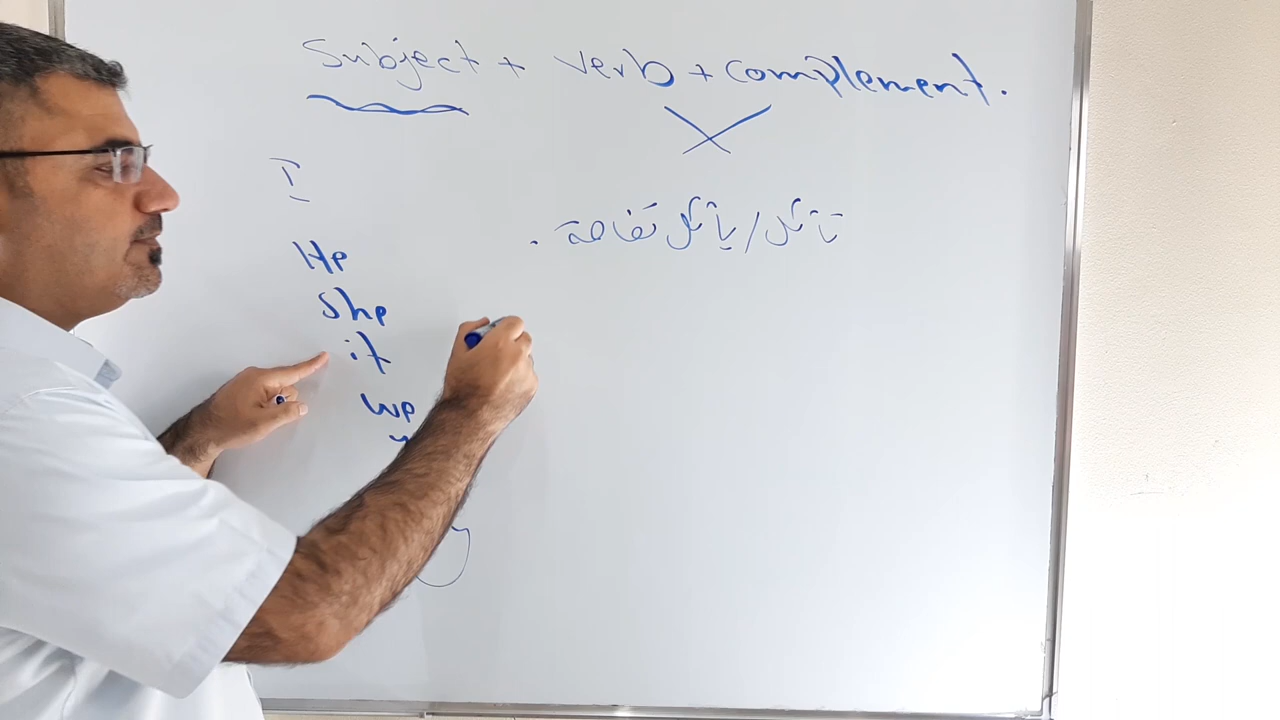 Subject + verb + complement.
I
تأكل / يأكل تفاحة .
He
She
it
we